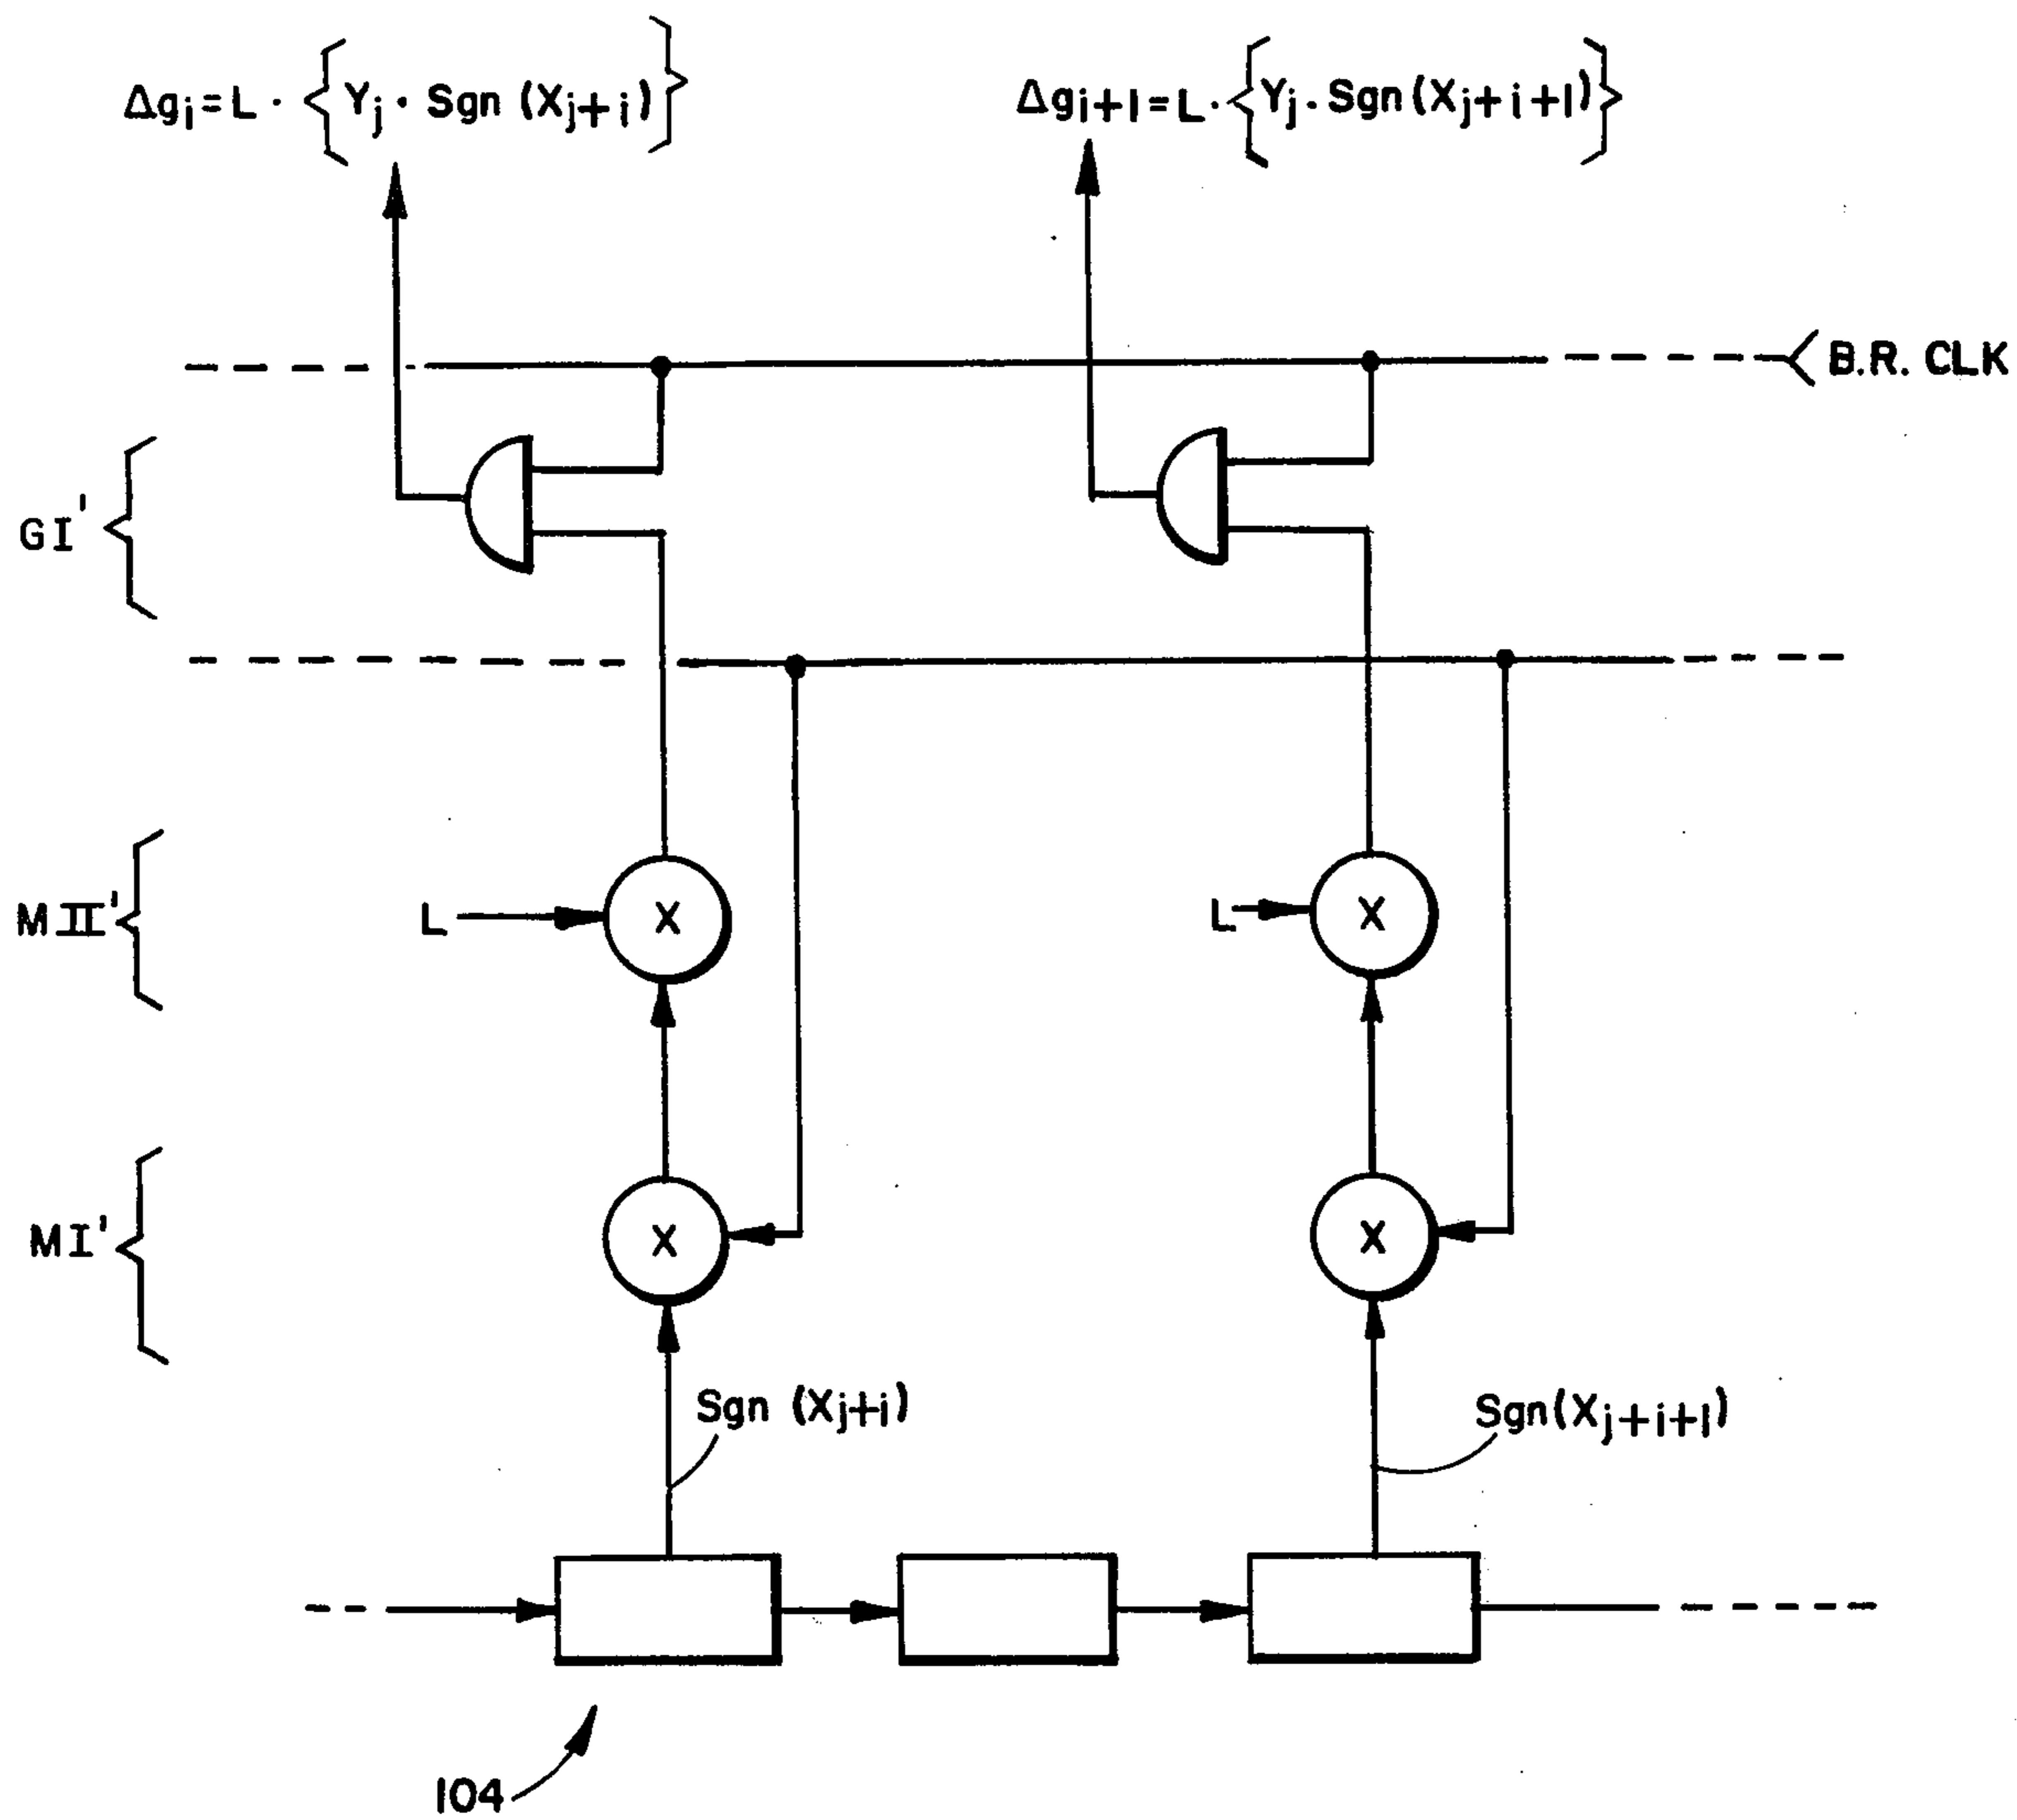 Δgi=L·{Yj·Sgn (Xj+i)}
Δgi+1=L·{Yj·Sgn(Xj+i+1)}
B.R. CLK
GI'
MII'
L
X
L
X
MI'
X
X
Sgn (Xj+i)
Sgn(Xj+i+1)
104